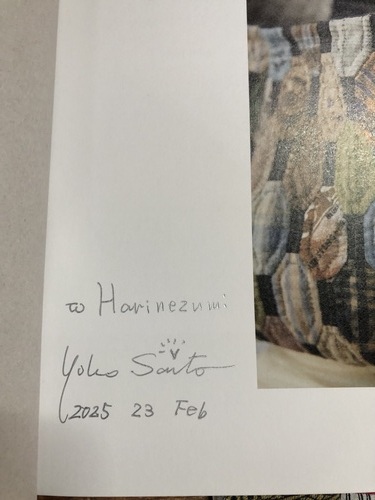 to Harinezumi
Yoko Saito
2025 23 Feb